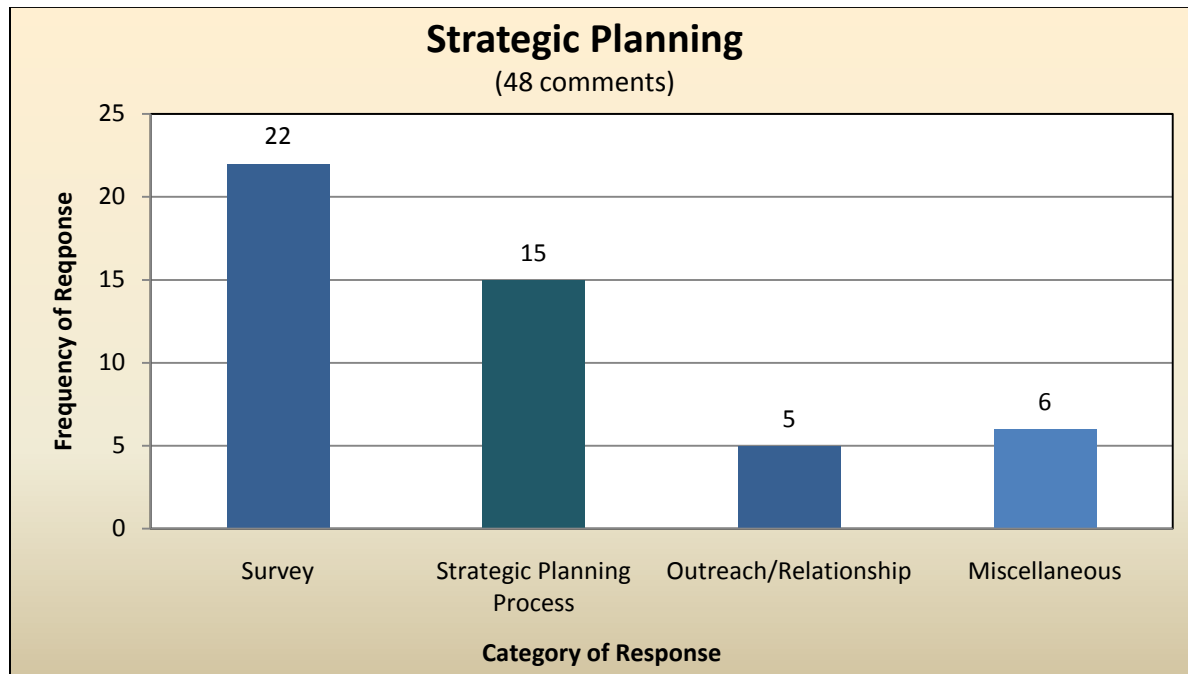 Strategic Planning
(48 comments)
Frequency of Reqponse
25
20
15
10
5
0
22
15
5
6
Survey
Strategic Planning
Process
Outreach/Relationship
Miscellaneous
Category of Response